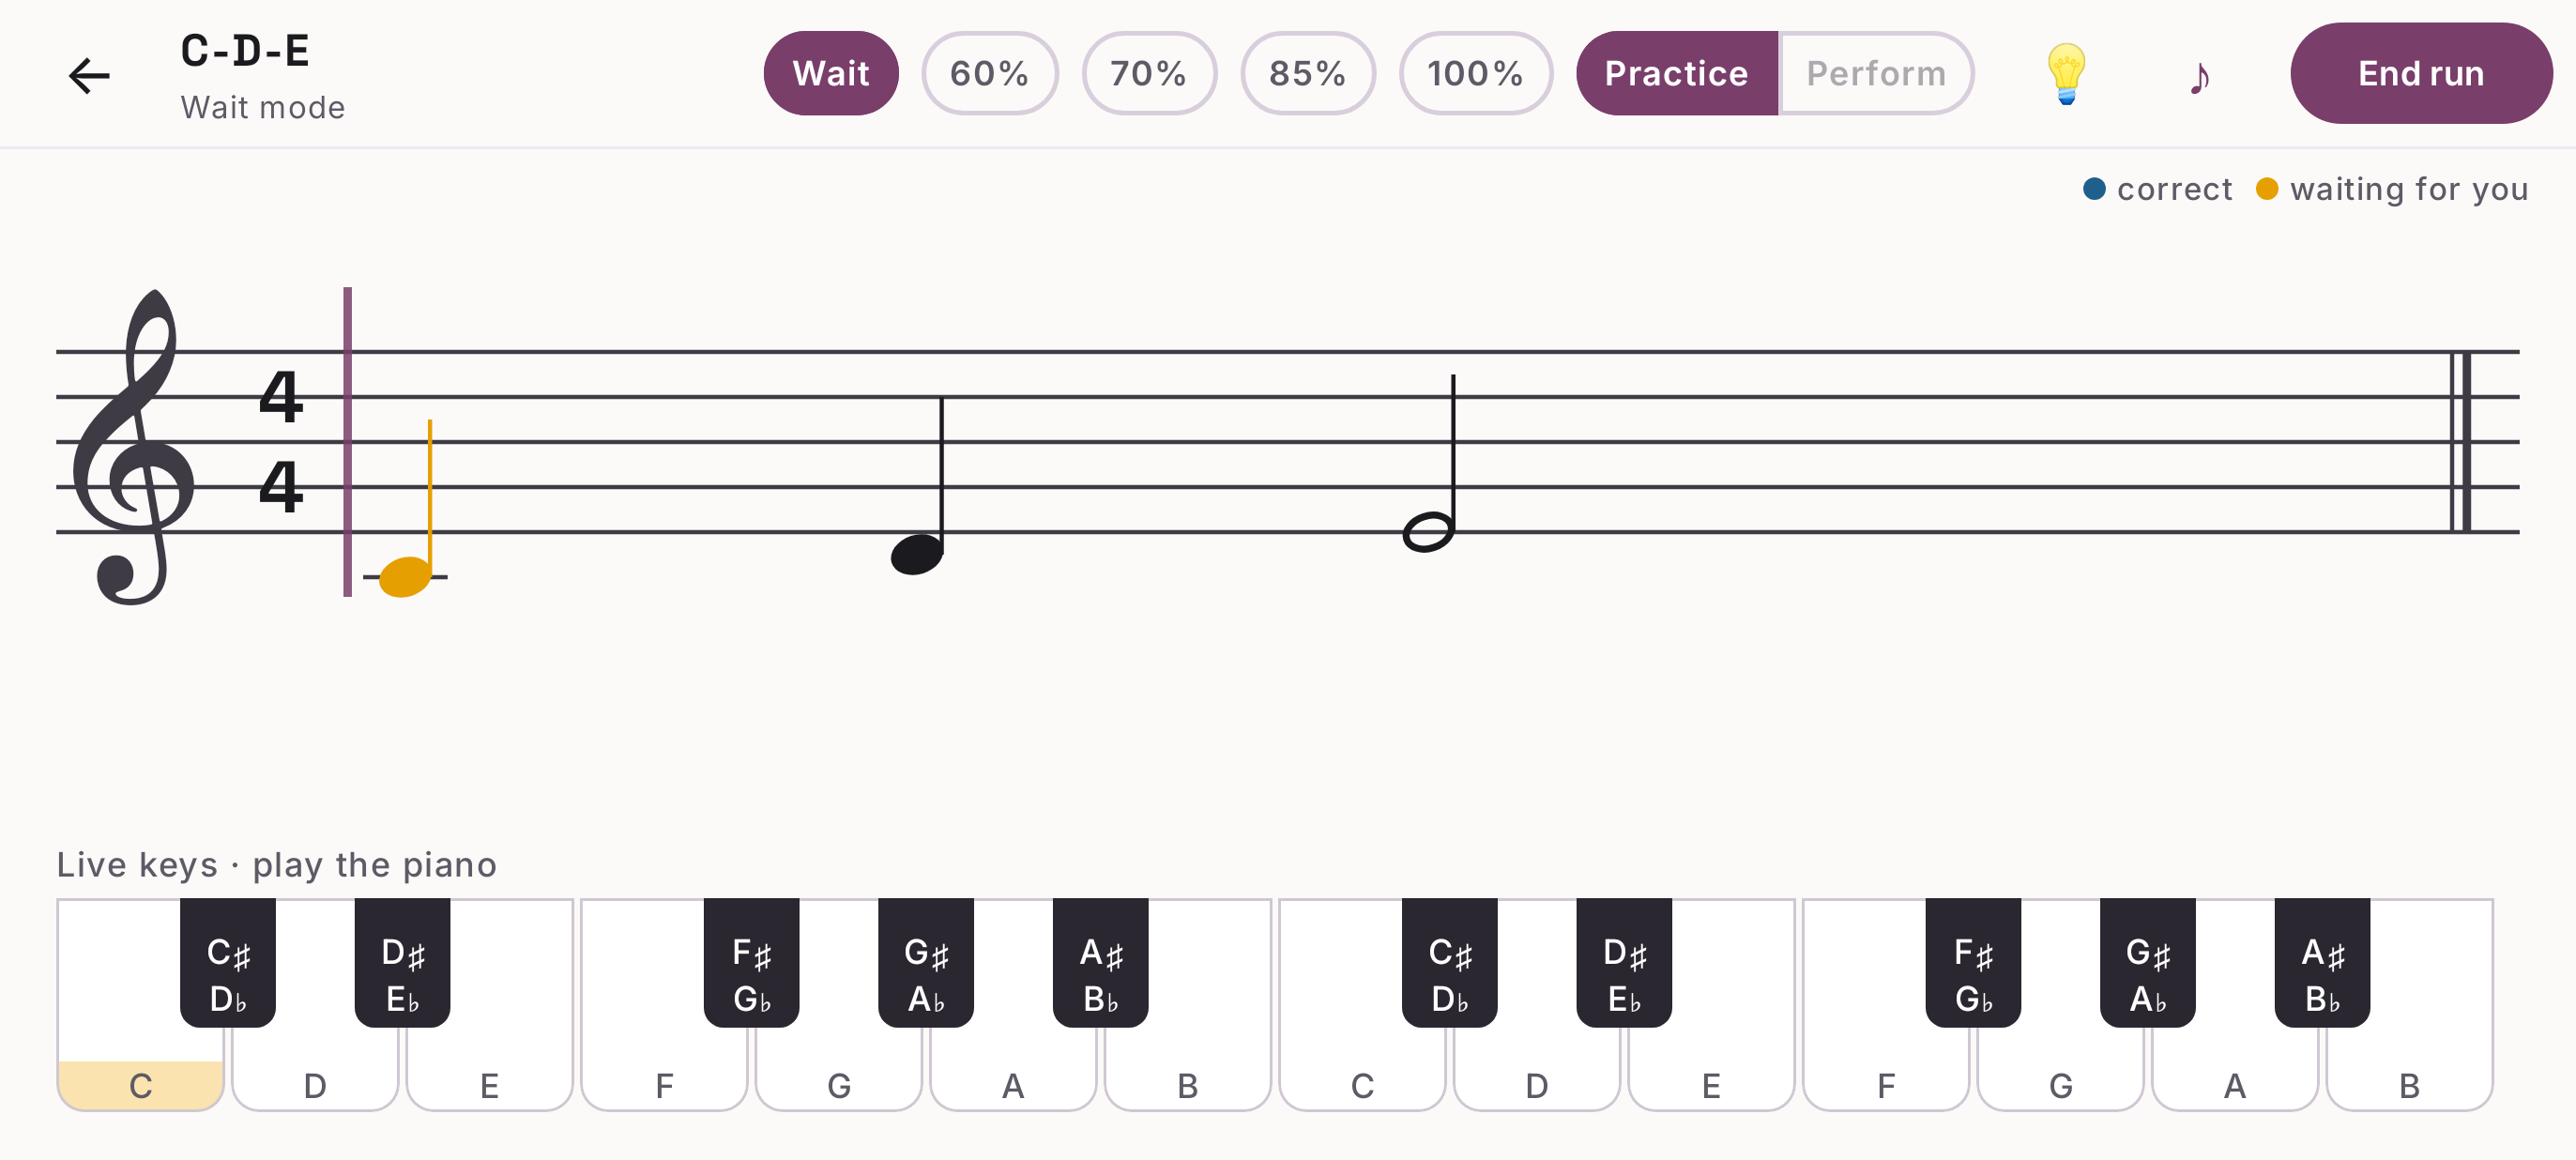 C-D-E
Wait mode
Wait 60% 70% 85% 100% Practice Perform End run
correct waiting for you
4
4
Live keys · play the piano
C♯ D♯ F♯ G♯ A♯ C♯ D♯ F♯ G♯ A♯
D♭ E♭ G♭ A♭ B♭ D♭ E♭ G♭ A♭ B♭
C D E F G A B C D E F G A B